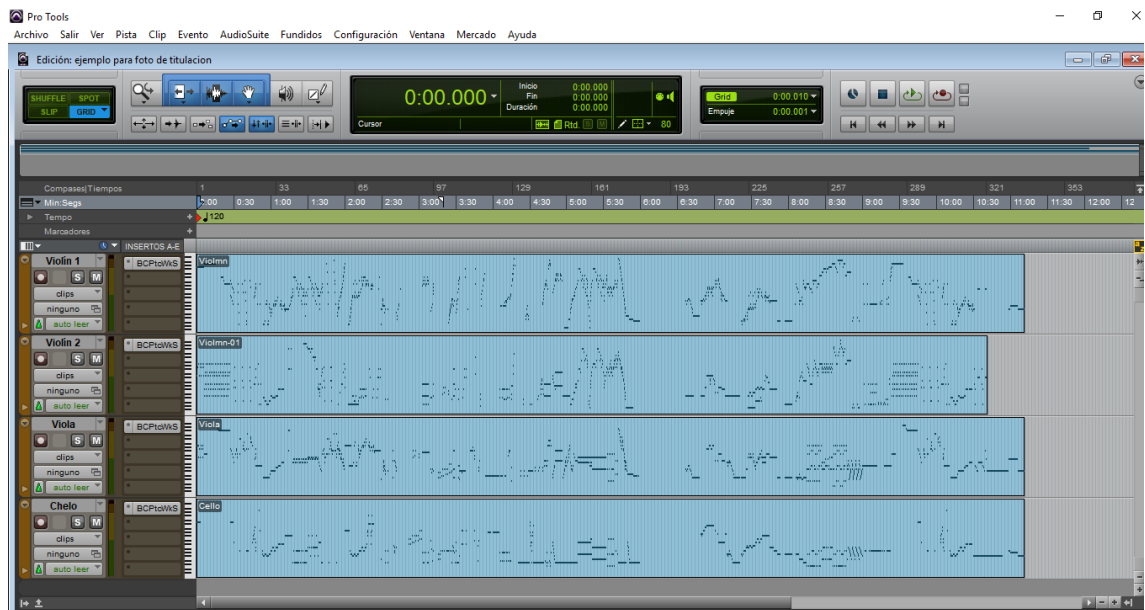 Pro Tools
Archivo Salir Ver Pista Clip Evento AudioSuite Fundidos Configuración Ventana Mercado Ayuda
Edición: ejemplo para foto de titulacion
SHUFFLE SPOT
SLIP GRID
0:00.000
Inicio 0:00.000
Fin 0:00.000
Duración 0:00.000
Cursor
Rtd. S M
80
Grid 0:00.010
Empuje 0:00.001
Compases|Tiempos 1 33 65 97 129 161 193 225 257 289 321 353
Min:Segs 0:00 0:30 1:00 1:30 2:00 2:30 3:00 3:30 4:00 4:30 5:00 5:30 6:00 6:30 7:00 7:30 8:00 8:30 9:00 9:30 10:00 10:30 11:00 11:30 12:00 12
Tempo + 120
Marcadores +
INSERTOS A-E
a z
Violin 1 BCPtcWkS Violmn
S M
clips
ninguno
auto leer
Violin 2 BCPtcWkS Violmn-01
S M
clips
ninguno
auto leer
Viola BCPtcWkS Viola
S M
clips
ninguno
auto leer
Chelo BCPtcWkS Cello
S M
clips
ninguno
auto leer